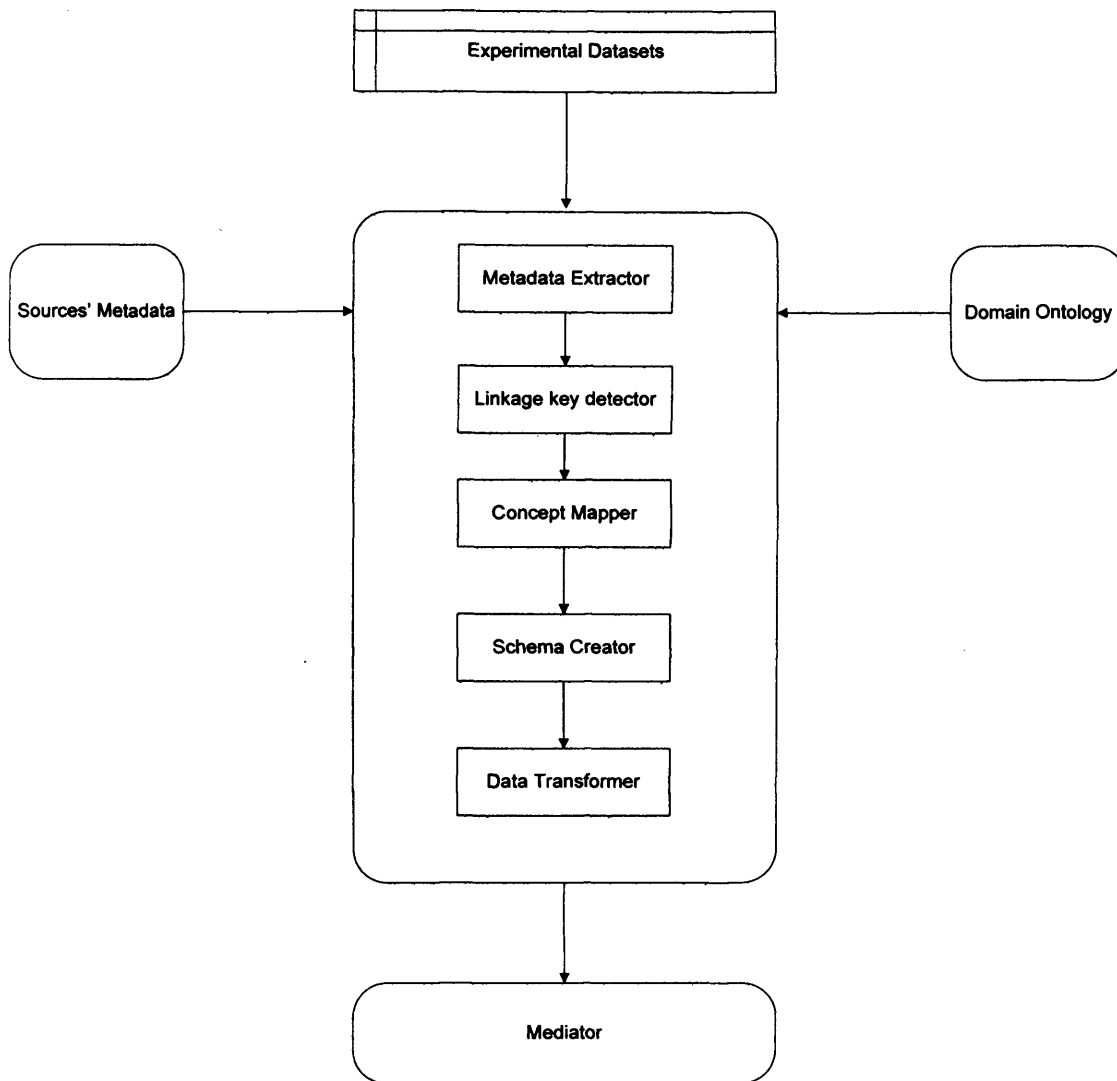 Experimental Datasets
Metadata Extractor
Sources' Metadata
Domain Ontology
Linkage key detector
Concept Mapper
Schema Creator
Data Transformer
Mediator